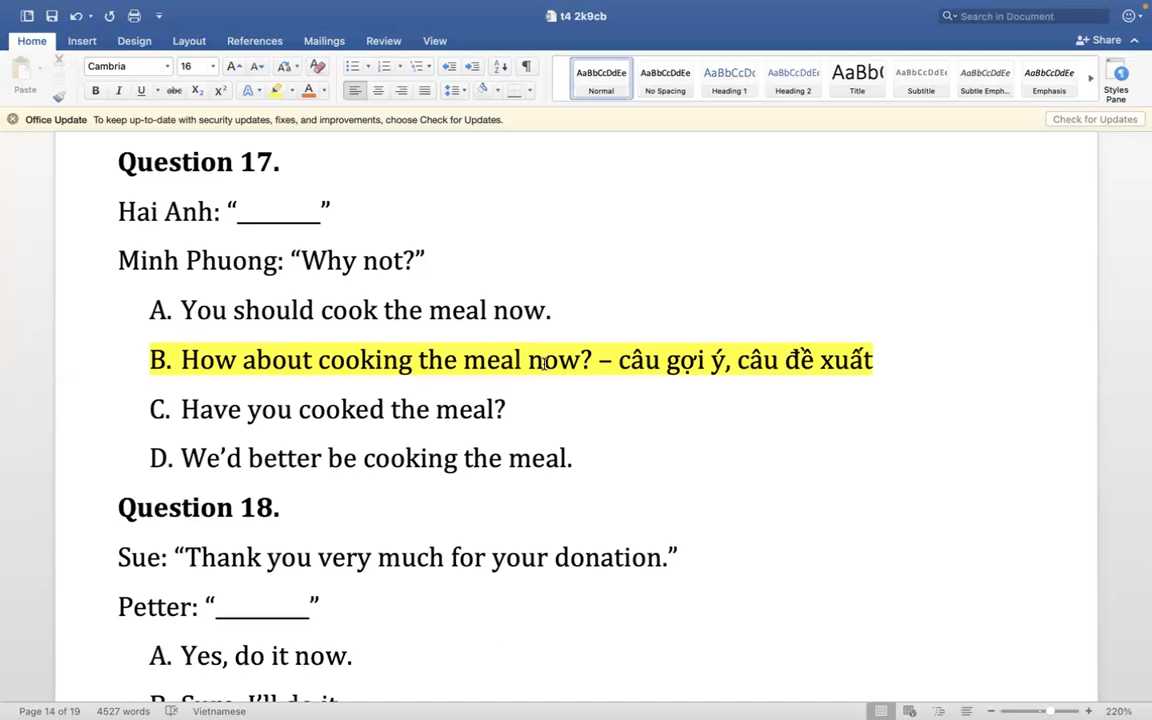 t4 2k9cb
Search in Document
Home Insert Design Layout References Mailings Review View
Share
Paste
Cambria 16
B I U abc X₂ X² A A
AaBbCcDdEe AaBbCcDdEe AaBbCcDc AaBbCcDdEe AaBb( AaBbCcDdEe AaBbCcDdEe AaBbCcDdEe
Normal No Spacing Heading 1 Heading 2 Title Subtitle Subtle Emph... Emphasis
Styles
Pane
Office Update To keep up-to-date with security updates, fixes, and improvements, choose Check for Updates.
Check for Updates
Question 17.
Hai Anh: “_______”
Minh Phuong: “Why not?”
A. You should cook the meal now.
B. How about cooking the meal now? – câu gợi ý, câu đề xuất
C. Have you cooked the meal?
D. We’d better be cooking the meal.
Question 18.
Sue: “Thank you very much for your donation.”
Petter: “________”
A. Yes, do it now.
Page 14 of 19 4527 words Vietnamese 220%